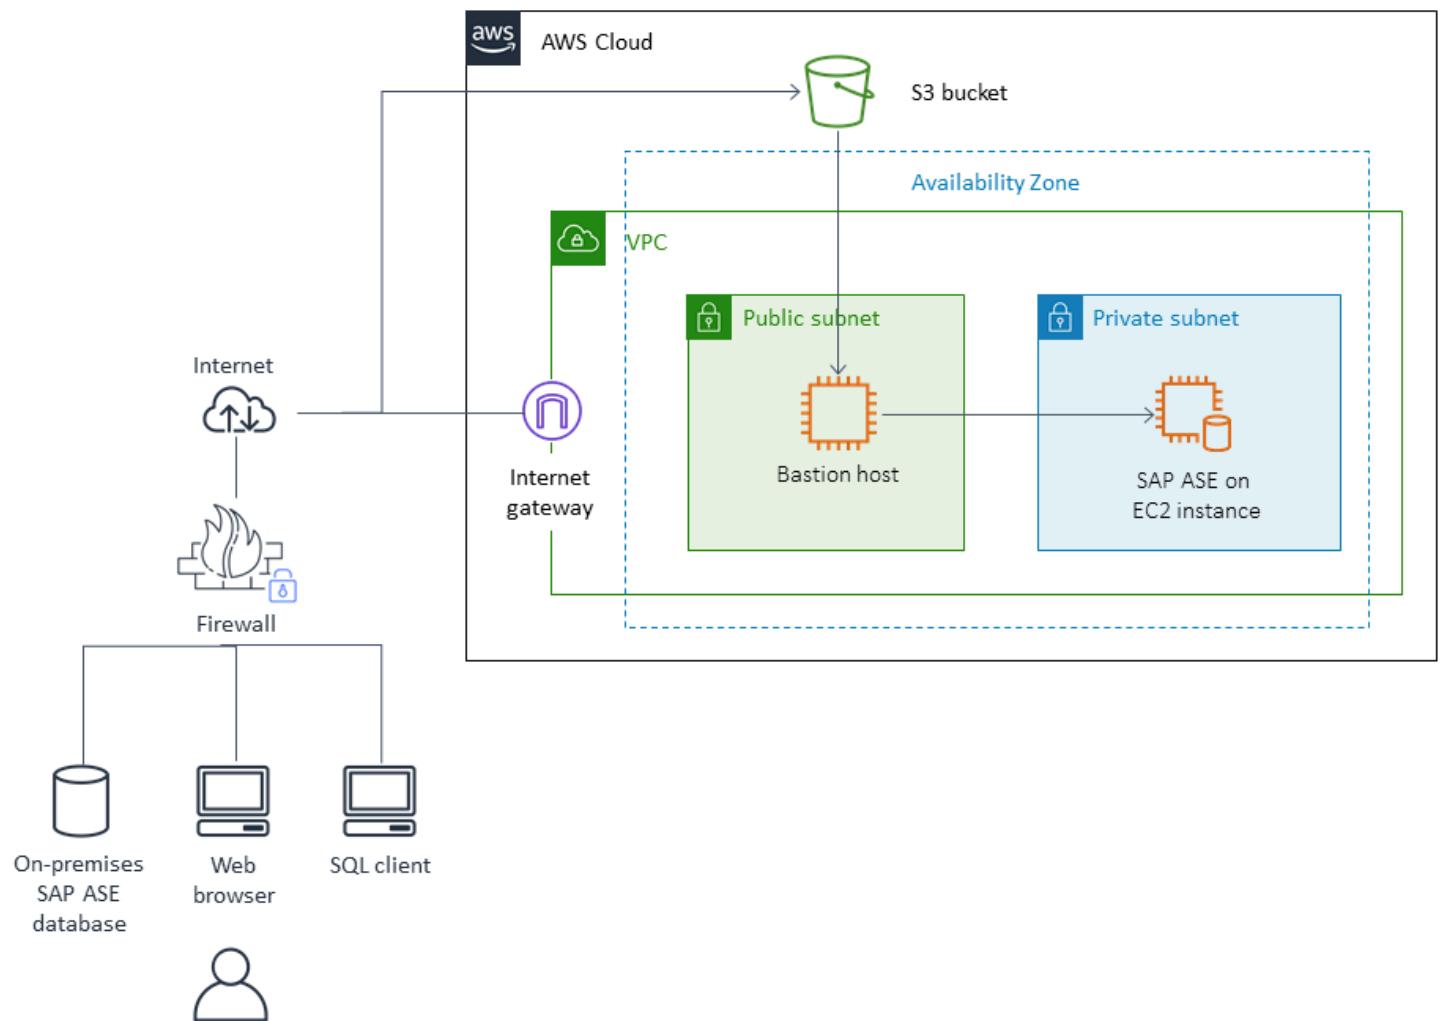 aws
AWS Cloud
S3 bucket
Availability Zone
VPC
Public subnet
Private subnet
Internet
Bastion host
Internet
gateway
SAP ASE on
EC2 instance
Firewall
On-premises
SAP ASE
database
Web
browser
SQL client